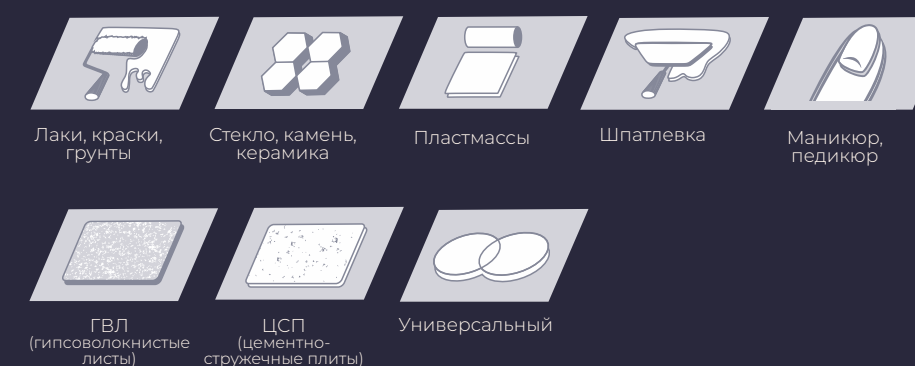 Лаки, краски,
грунты
Стекло, камень,
керамика
Пластмассы
Шпатлевка
Маникюр,
педикюр
ГВЛ
(гипсоволокнистые
листы)
ЦСП
(цементно-
стружечные плиты)
Универсальный